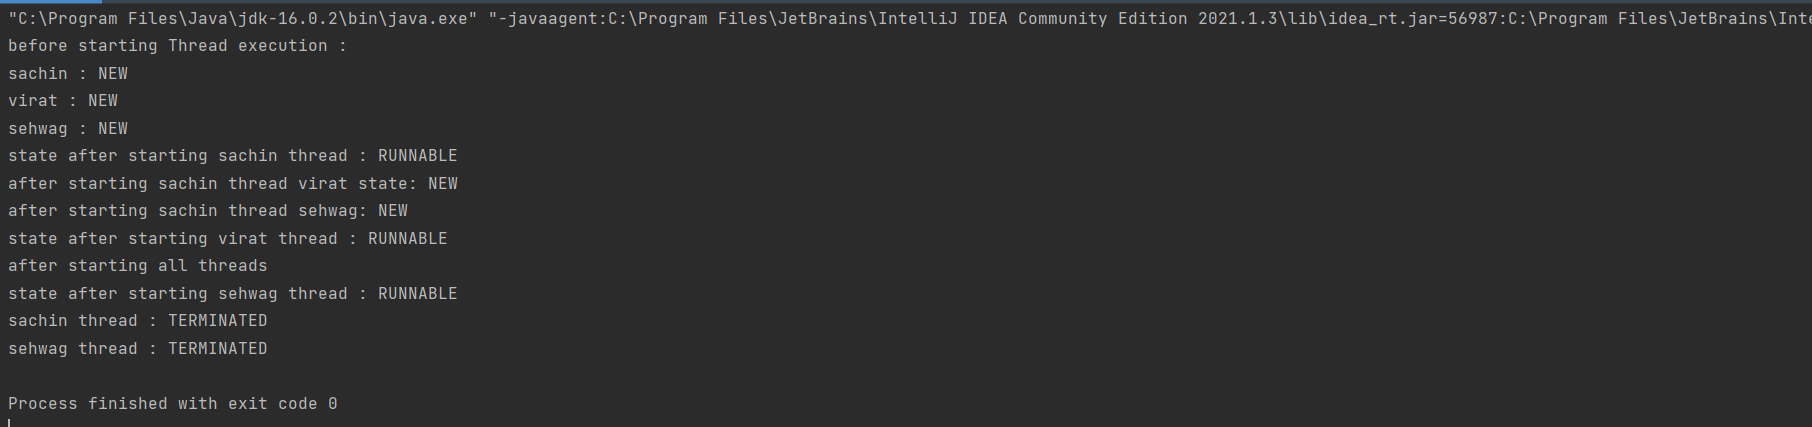 "C:\Program Files\Java\jdk-16.0.2\bin\java.exe" "-javaagent:C:\Program Files\JetBrains\IntelliJ IDEA Community Edition 2021.1.3\lib\idea_rt.jar=56987:C:\Program Files\JetBrains\Inte
before starting Thread execution :
sachin : NEW
virat : NEW
sehwag : NEW
state after starting sachin thread : RUNNABLE
after starting sachin thread virat state: NEW
after starting sachin thread sehwag: NEW
state after starting virat thread : RUNNABLE
after starting all threads
state after starting sehwag thread : RUNNABLE
sachin thread : TERMINATED
sehwag thread : TERMINATED
Process finished with exit code 0